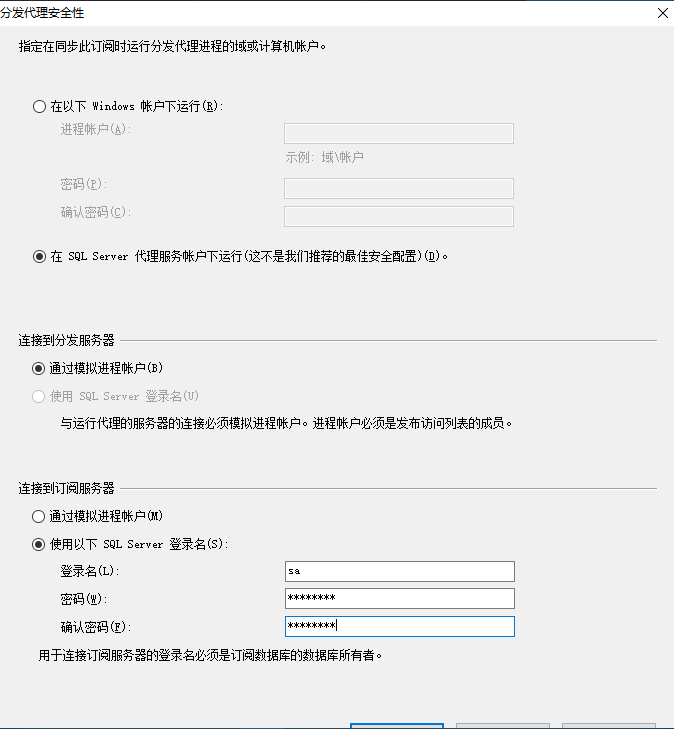 分发代理安全性
指定在同步此订阅时运行分发代理进程的域或计算机帐户。
在以下 Windows 帐户下运行(R):
进程帐户(A):
示例: 域\帐户
密码(P):
确认密码(C):
在 SQL Server 代理服务帐户下运行(这不是我们推荐的最佳安全配置)(D)。
连接到分发服务器
通过模拟进程帐户(B)
使用 SQL Server 登录名(U)
与运行代理的服务器的连接必须模拟进程帐户。进程帐户必须是发布访问列表的成员。
连接到订阅服务器
通过模拟进程帐户(M)
使用以下 SQL Server 登录名(S):
登录名(L): sa
密码(W): ********
确认密码(F): ********
用于连接订阅服务器的登录名必须是订阅数据库的数据库所有者。